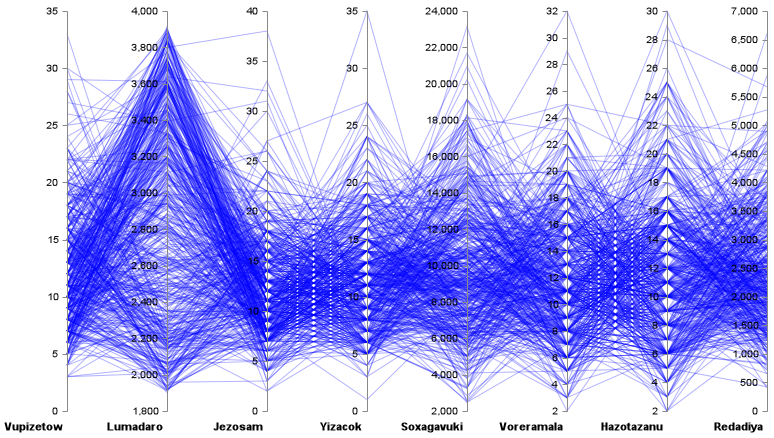 35 4,000 40 35 24,000 32 30 7,000
30 3,800 35 30 22,000 30 28 6,500
25 3,600 30 25 20,000 28 26 6,000
20 3,400 25 20 18,000 26 24 5,500
15 3,200 20 15 16,000 24 22 5,000
10 3,000 15 10 14,000 22 20 4,500
5 2,800 10 5 12,000 20 18 4,000
0 2,600 5 10,000 18 16 3,500
2,400 0 8,000 16 14 3,000
2,200 6,000 14 12 2,500
2,000 4,000 12 10 2,000
1,800 2,000 10 8 1,500
8 6 1,000
6 4 500
4 2 0
2
Vupizetow Lumadaro Jezosam Yizacok Soxagavuki Voreramala Hazotazanu Redadiya